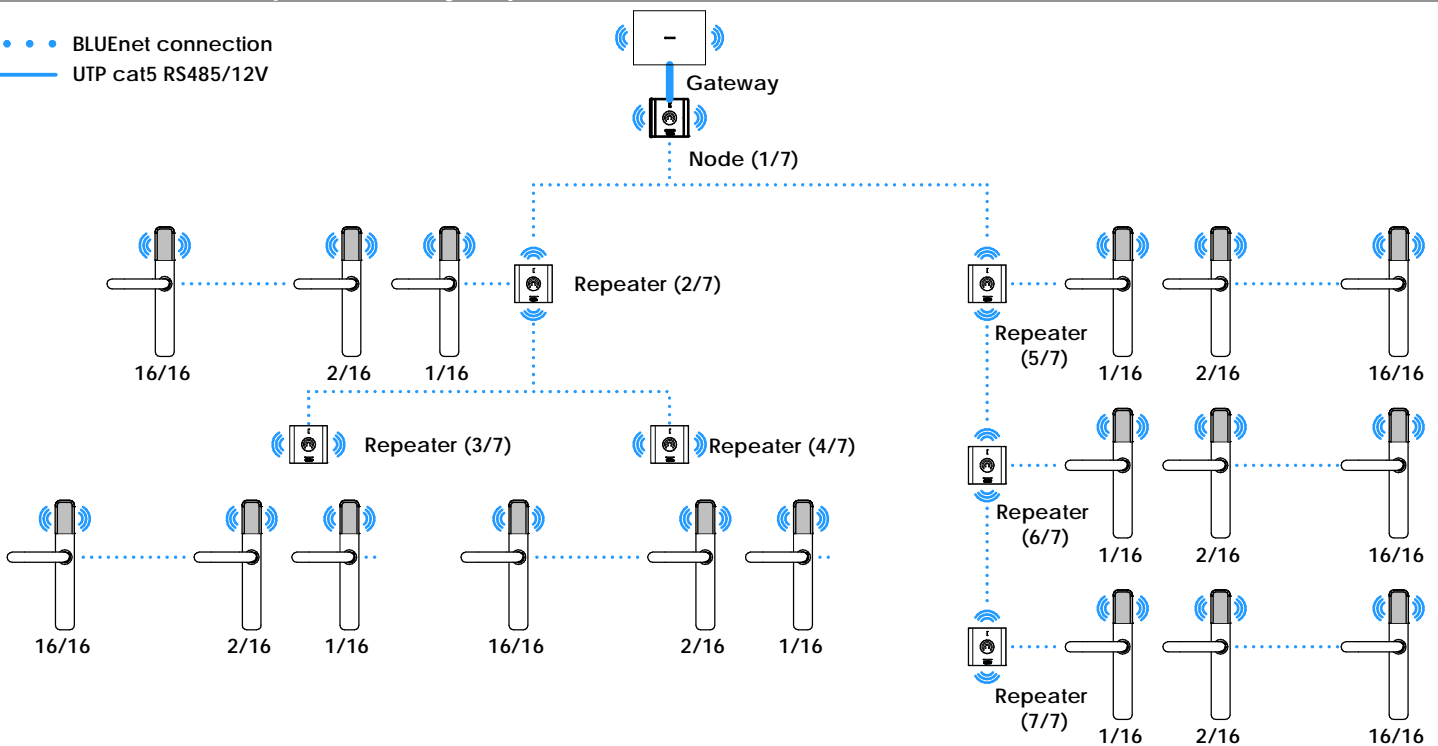 BLUEnet connection
UTP cat5 RS485/12V
Gateway
Node (1/7)
Repeater (2/7)
Repeater
(5/7)
16/16
2/16
1/16
1/16
2/16
16/16
Repeater (3/7)
Repeater (4/7)
Repeater
(6/7)
1/16
2/16
16/16
16/16
2/16
1/16
16/16
2/16
1/16
Repeater
(7/7)
1/16
2/16
16/16